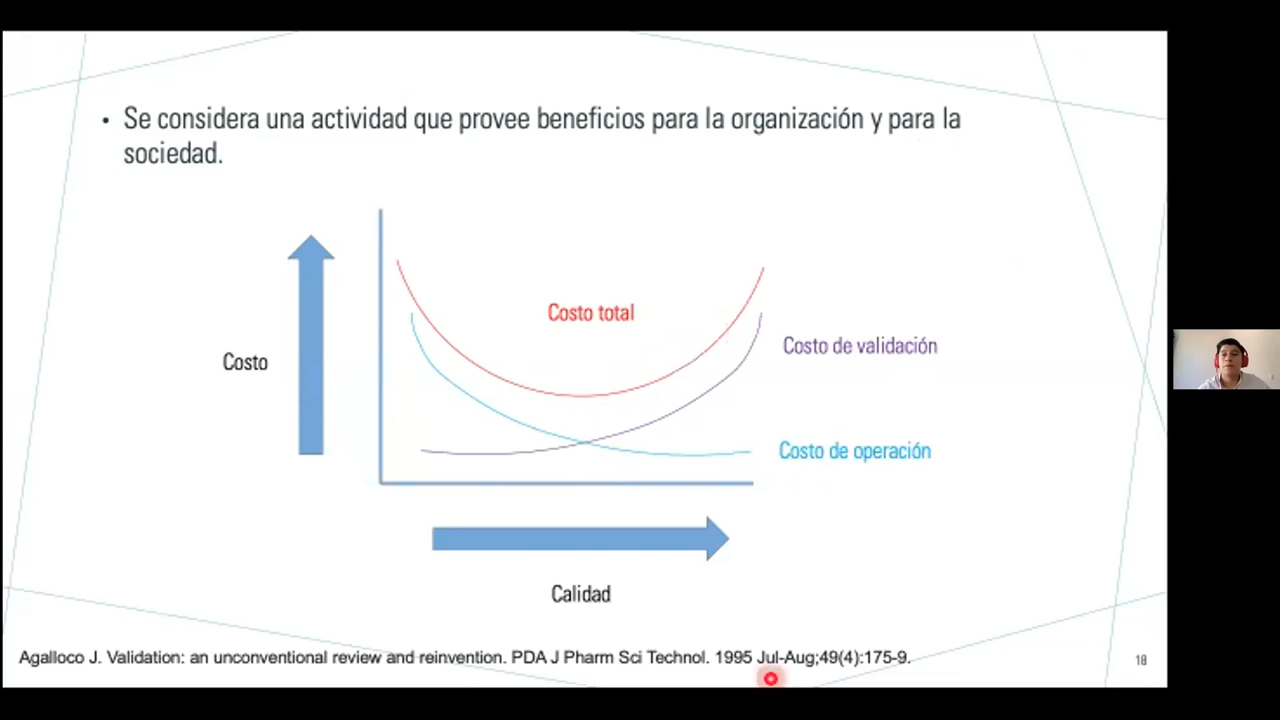 • Se considera una actividad que provee beneficios para la organización y para la
sociedad.
Costo total
Costo de validación
Costo
Costo de operación
Calidad
Agalloco J. Validation: an unconventional review and reinvention. PDA J Pharm Sci Technol. 1995 Jul-Aug;49(4):175-9.
18